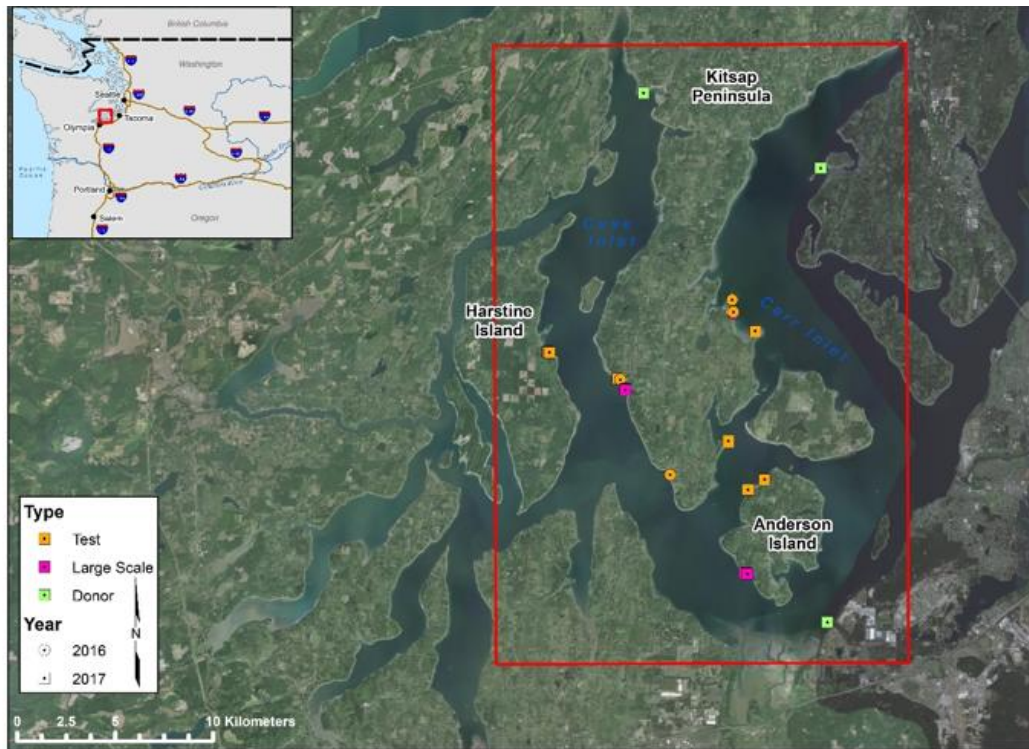 British Columbia
Washington
Seattle
Tacoma
Olympia
Portland
Salem
Oregon
Kitsap
Peninsula
Case
Inlet
Harstine
Island
Carr Inlet
Anderson
Island
Type
Test
Large Scale
Donor
Year
2016
2017
N
0 2.5 5 10 Kilometers